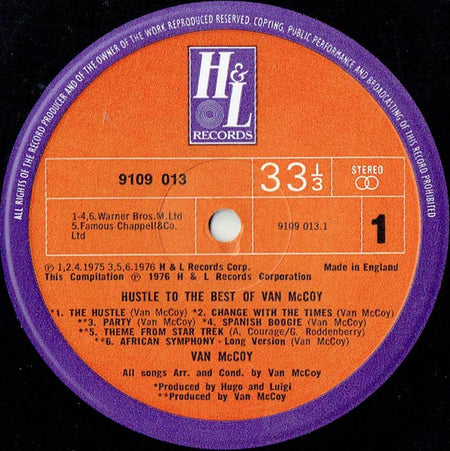 ALL RIGHTS OF THE RECORD PRODUCER AND OF THE OWNER OF THE WORK REPRODUCED RESERVED. COPYING, PUBLIC PERFORMANCE AND BROADCASTING OF THIS RECORD PROHIBITED
H&L
RECORDS
9109 013
33 1/3
STEREO
1-4,6. Warner Bros.M.Ltd
5.Famous Chappell&Co.
Ltd
9109 013.1
1
℗ 1,2,4.1975 3,5,6.1976 H & L Records Corp.
Made in England
This Compilation ℗ 1976 H & L Records Corporation
HUSTLE TO THE BEST OF VAN McCOY
*1. THE HUSTLE (Van McCoy) *2. CHANGE WITH THE TIMES (Van McCoy)
**3. PARTY (Van McCoy) *4. SPANISH BOOGIE (Van McCoy)
**5. THEME FROM STAR TREK (A. Courage/G. Roddenberry)
**6. AFRICAN SYMPHONY - Long Version (Van McCoy)
VAN McCOY
All songs Arr. and Cond. by Van McCoy
*Produced by Hugo and Luigi
**Produced by Van McCoy